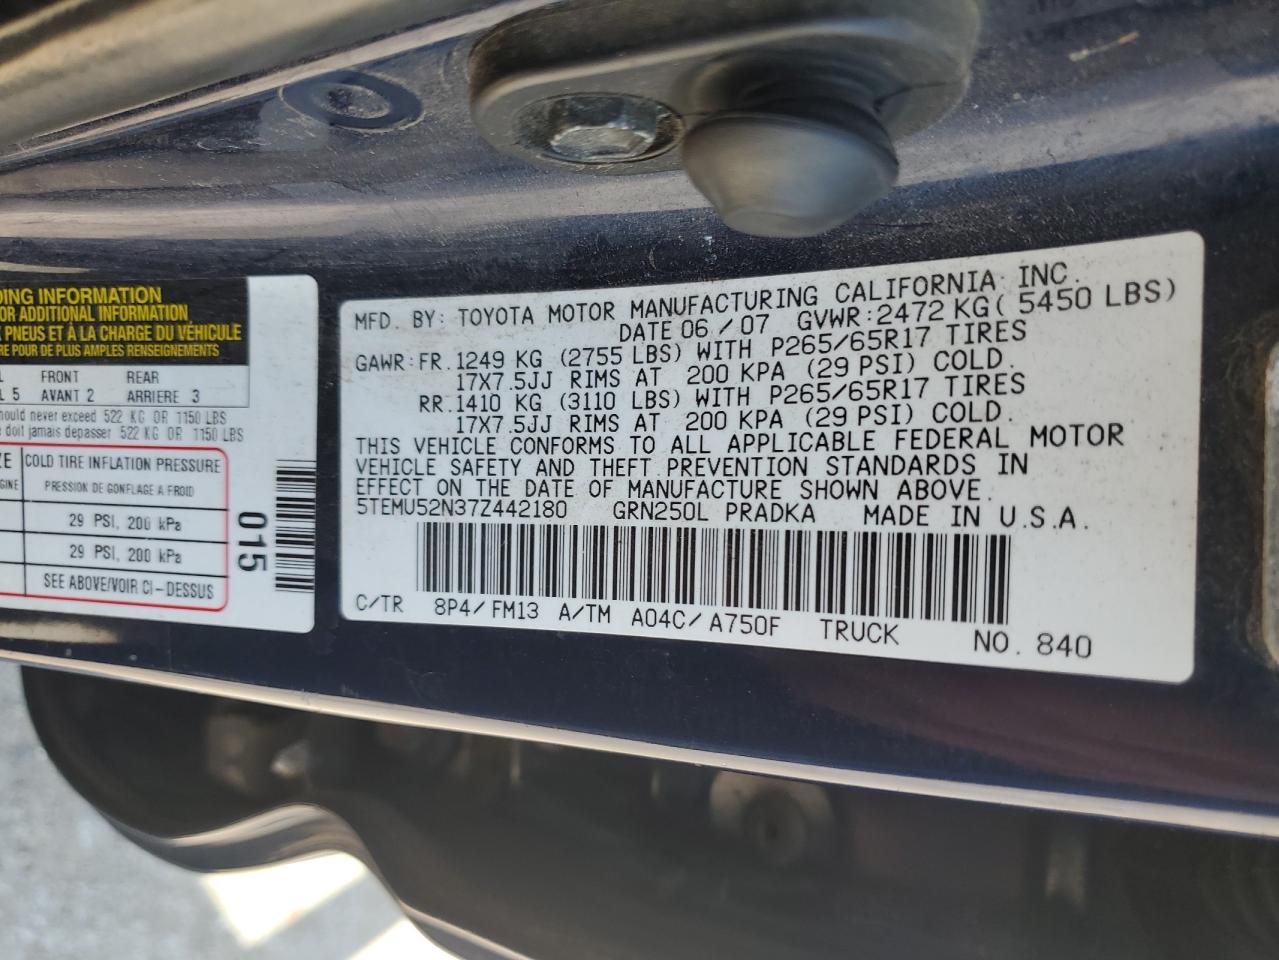 DING INFORMATION
OR ADDITIONAL INFORMATION
PNEUS ET À LA CHARGE DU VÉHICULE
RE POUR DE PLUS AMPLES RENSEIGNEMENTS
5 FRONT REAR
AVANT 2 ARRIERE 3
should never exceed 522 KG OR 1150 LBS
doit jamais depasser 522 KG OR 1150 LBS
COLD TIRE INFLATION PRESSURE
PRESSION DE GONFLAGE A FROID
29 PSI, 200 kPa
29 PSI, 200 kPa
SEE ABOVE/VOIR CI-DESSUS
015
MFD. BY: TOYOTA MOTOR MANUFACTURING CALIFORNIA INC.
DATE 06/07 GVWR:2472 KG( 5450 LBS)
GAWR: FR. 1249 KG (2755 LBS) WITH P265/65R17 TIRES
17X7.5JJ RIMS AT 200 KPA (29 PSI) COLD.
RR. 1410 KG (3110 LBS) WITH P265/65R17 TIRES
17X7.5JJ RIMS AT 200 KPA (29 PSI) COLD.
THIS VEHICLE CONFORMS TO ALL APPLICABLE FEDERAL MOTOR
VEHICLE SAFETY AND THEFT PREVENTION STANDARDS IN
EFFECT ON THE DATE OF MANUFACTURE SHOWN ABOVE.
5TEMU52N37Z442180 GRN250L PRADKA MADE IN U.S.A.
C/TR 8P4/FM13 A/TM A04C/A750F TRUCK NO. 840